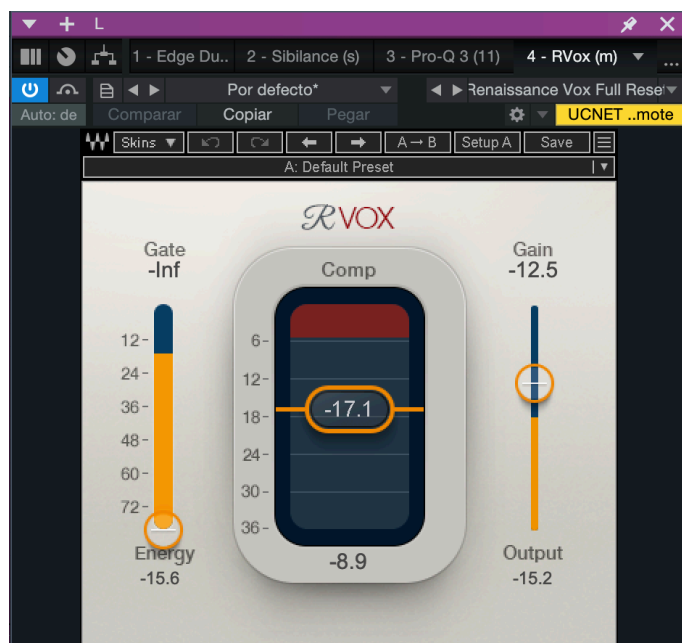 L
1 - Edge Du.. 2 - Sibilance (s) 3 - Pro-Q 3 (11) 4 - RVox (m) ...
Por defecto* Renaissance Vox Full Reset
Auto: de Comparar Copiar Pegar UCNET ..mote
Skins A→B Setup A Save
A: Default Preset
RVOX
Gate
-Inf
Comp
Gain
-12.5
12-
24-
36-
48-
60-
72-
6-
12-
18-
24-
30-
36-
-17.1
Energy
-15.6
-8.9
Output
-15.2